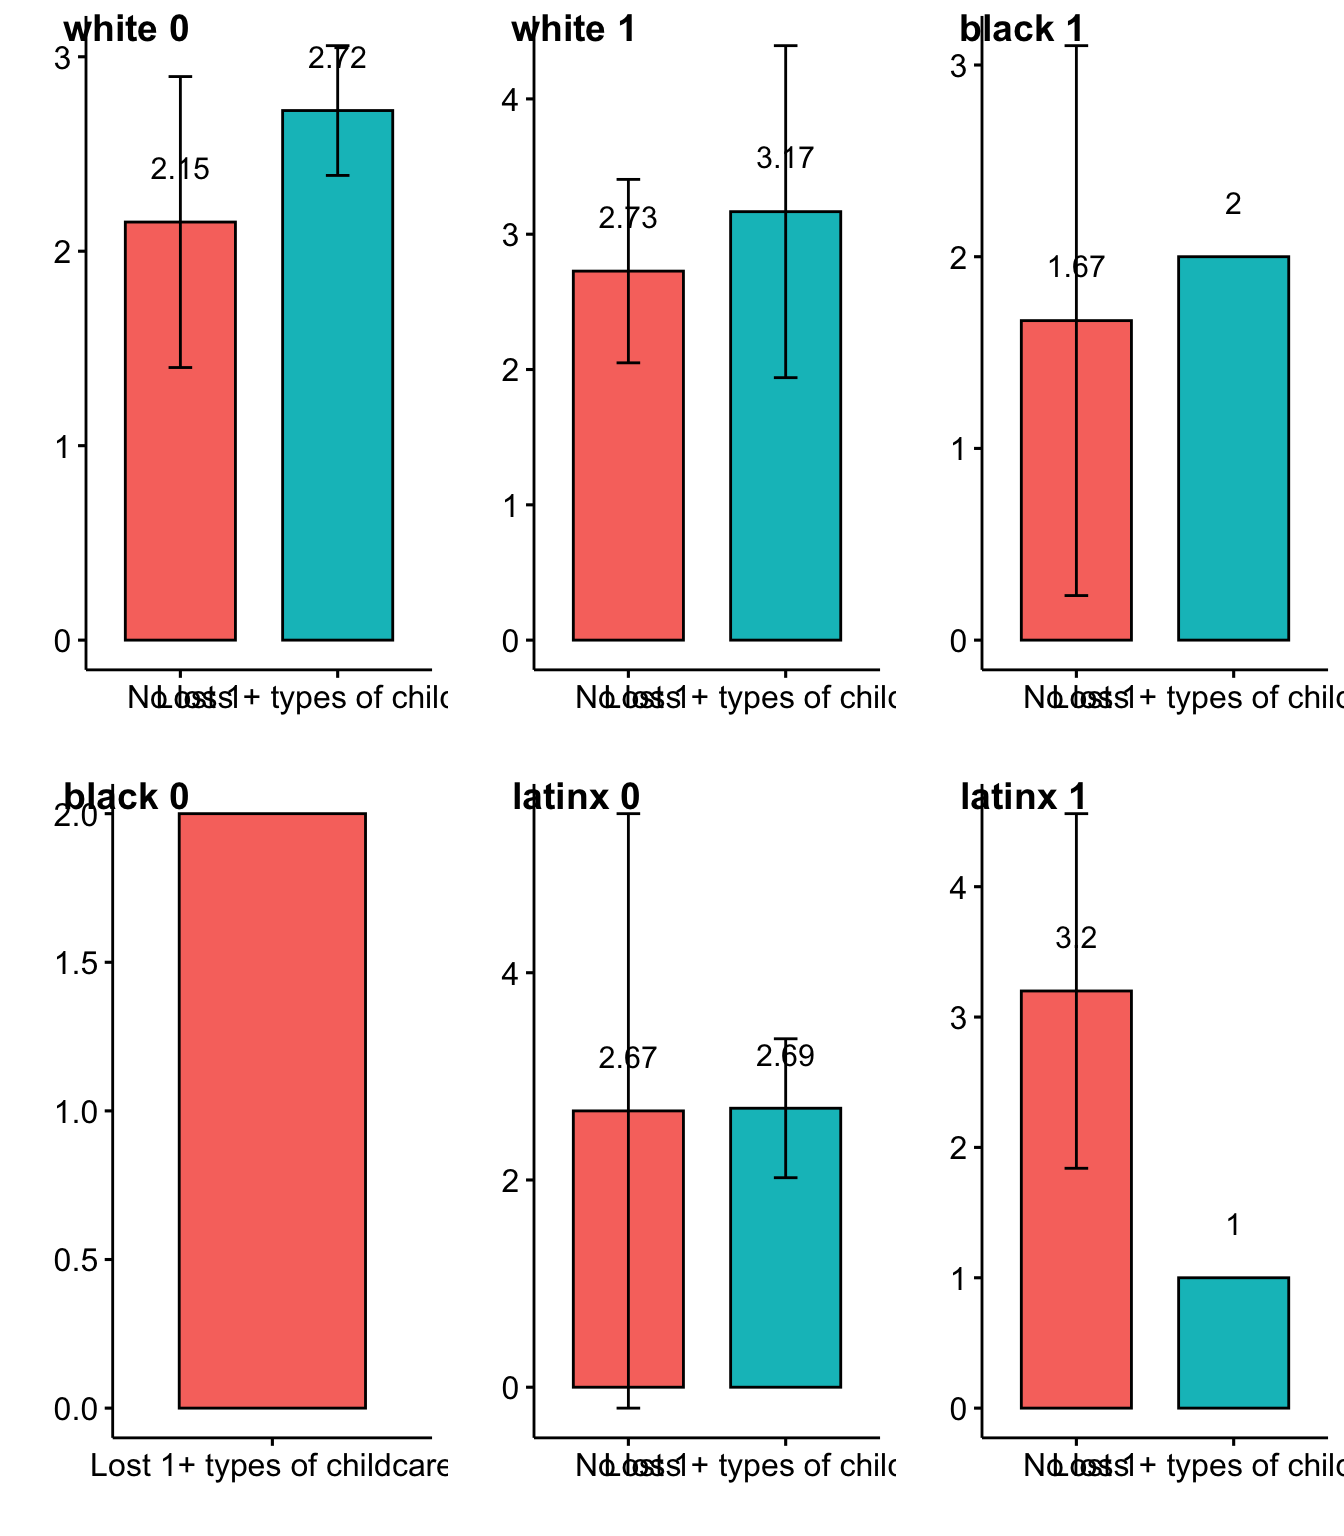 white 0
3
2
1
0
2.15
2.72
No loss
Lost 1+ types of child
white 1
4
3
2
1
0
2.73
3.17
No loss
Lost 1+ types of child
black 1
3
2
1
0
1.67
2
No loss
Lost 1+ types of child
black 0
2.0
1.5
1.0
0.5
0.0
Lost 1+ types of childcare
latinx 0
4
2
0
2.67
2.69
No loss
Lost 1+ types of child
latinx 1
4
3
2
1
0
3.2
1
No loss
Lost 1+ types of child